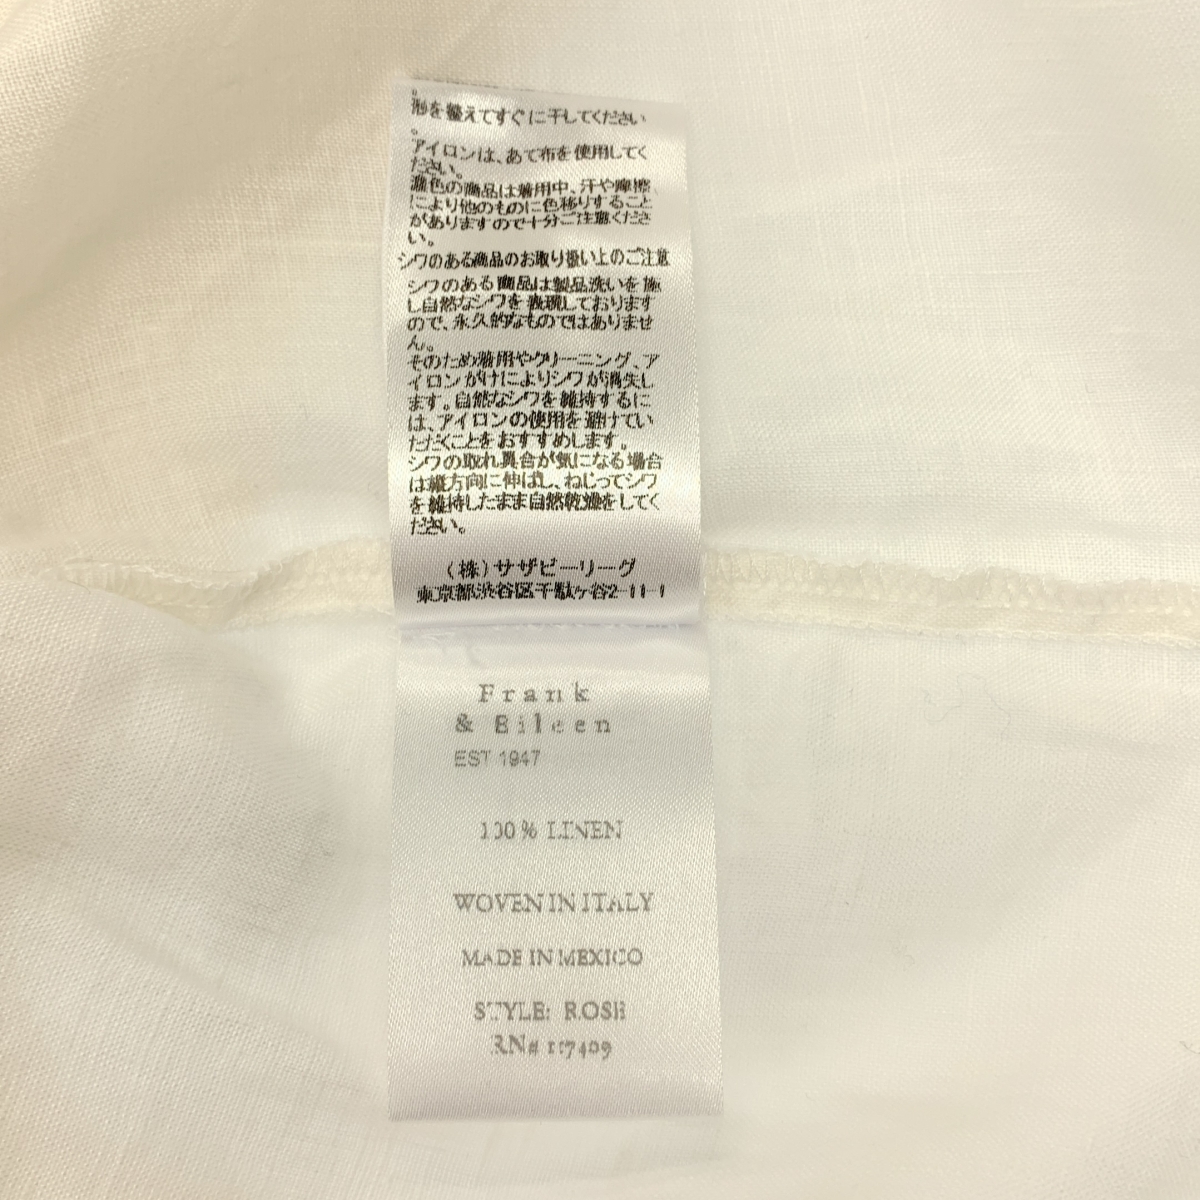 。
形を整えてすぐに干してください
。
アイロンは、あて布を使用してく
ださい。
濃色の商品は着用中、汗や摩擦
により他のものに色移りすること
がありますので十分ご注意くださ
い。
シワのある商品のお取り扱い上のご注意
シワのある商品は製品洗いを施
し自然なシワを表現しております
ので、永久的なものではありませ
ん。
そのため着用やクリーニング、ア
イロンがけによりシワが消失し
ます。自然なシワを維持するに
は、アイロンの使用を避けてい
ただくことをおすすめします。
シワの取れ具合が気になる場合
は縦方向に伸ばし、ねじってシワ
を維持したまま自然乾燥をしてく
ださい。
(株)サザビーリーグ
東京都渋谷区千駄ヶ谷2-11-1
Frank
& Eileen
EST 1947
100% LINEN
WOVEN IN ITALY
MADE IN MEXICO
STYLE: ROSE
RN# 117409